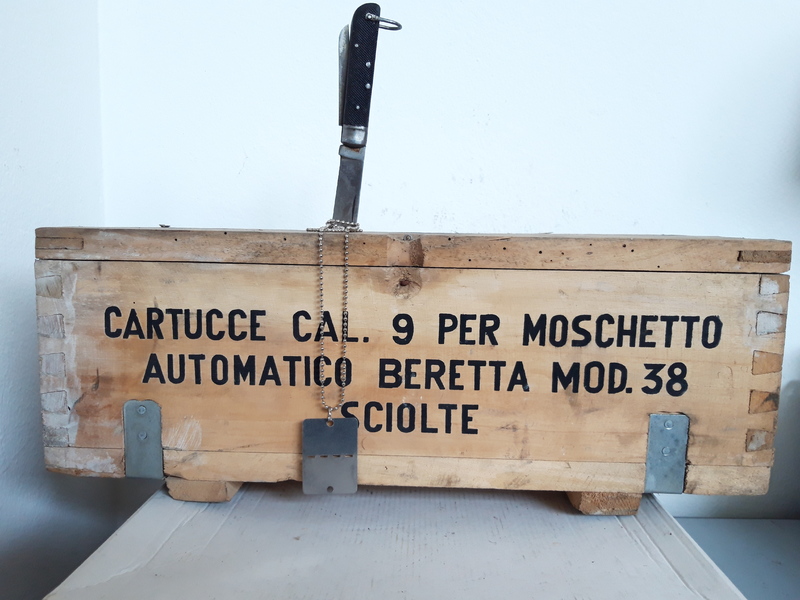 CARTUCCE CAL. 9 PER MOSCHETTO
AUTOMATICO BERETTA MOD. 38
SCIOLTE